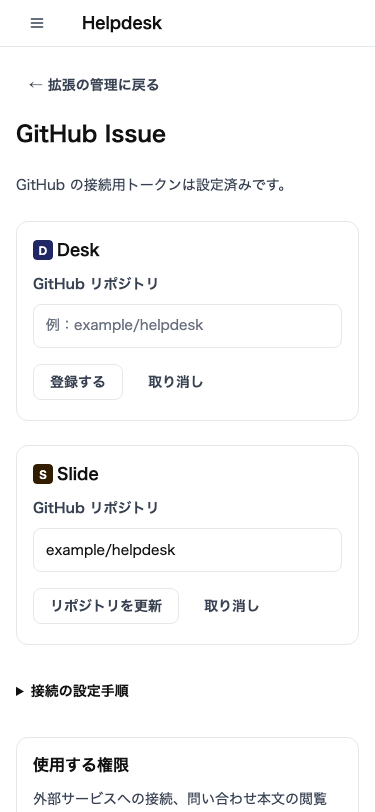 Helpdesk
← 拡張の管理に戻る
GitHub Issue
GitHub の接続用トークンは設定済みです。
D Desk
GitHub リポジトリ
例：example/helpdesk
登録する 取り消し
S Slide
GitHub リポジトリ
example/helpdesk
リポジトリを更新 取り消し
▶ 接続の設定手順
使用する権限
外部サービスへの接続、問い合わせ本文の閲覧